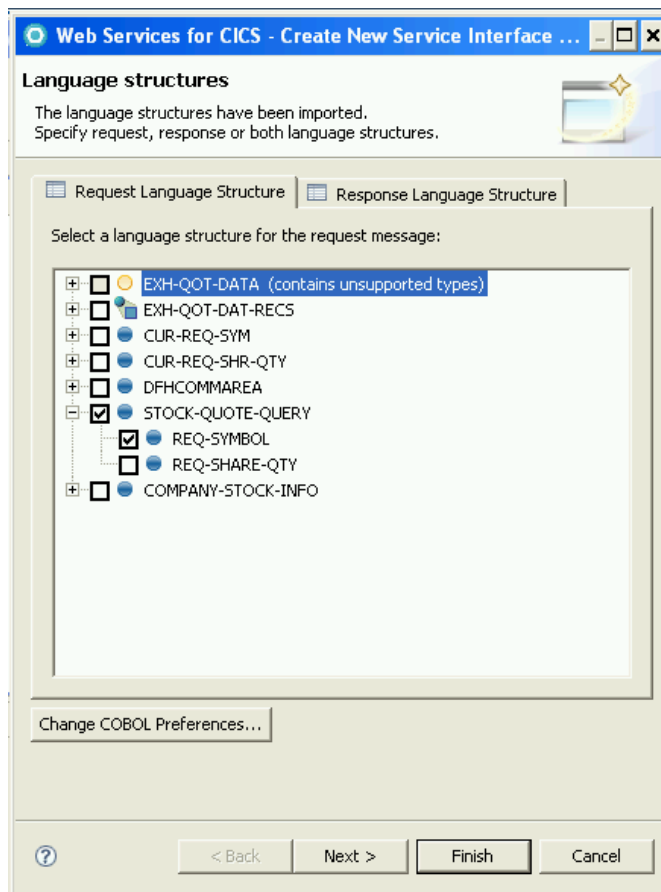 Web Services for CICS - Create New Service Interface ...
Language structures
The language structures have been imported.
Specify request, response or both language structures.
Request Language Structure
Response Language Structure
Select a language structure for the request message:
EXH-QOT-DATA (contains unsupported types)
EXH-QOT-DAT-RECS
CUR-REQ-SYM
CUR-REQ-SHR-QTY
DFHCOMMAREA
STOCK-QUOTE-QUERY
REQ-SYMBOL
REQ-SHARE-QTY
COMPANY-STOCK-INFO
Change COBOL Preferences...
< Back
Next >
Finish
Cancel